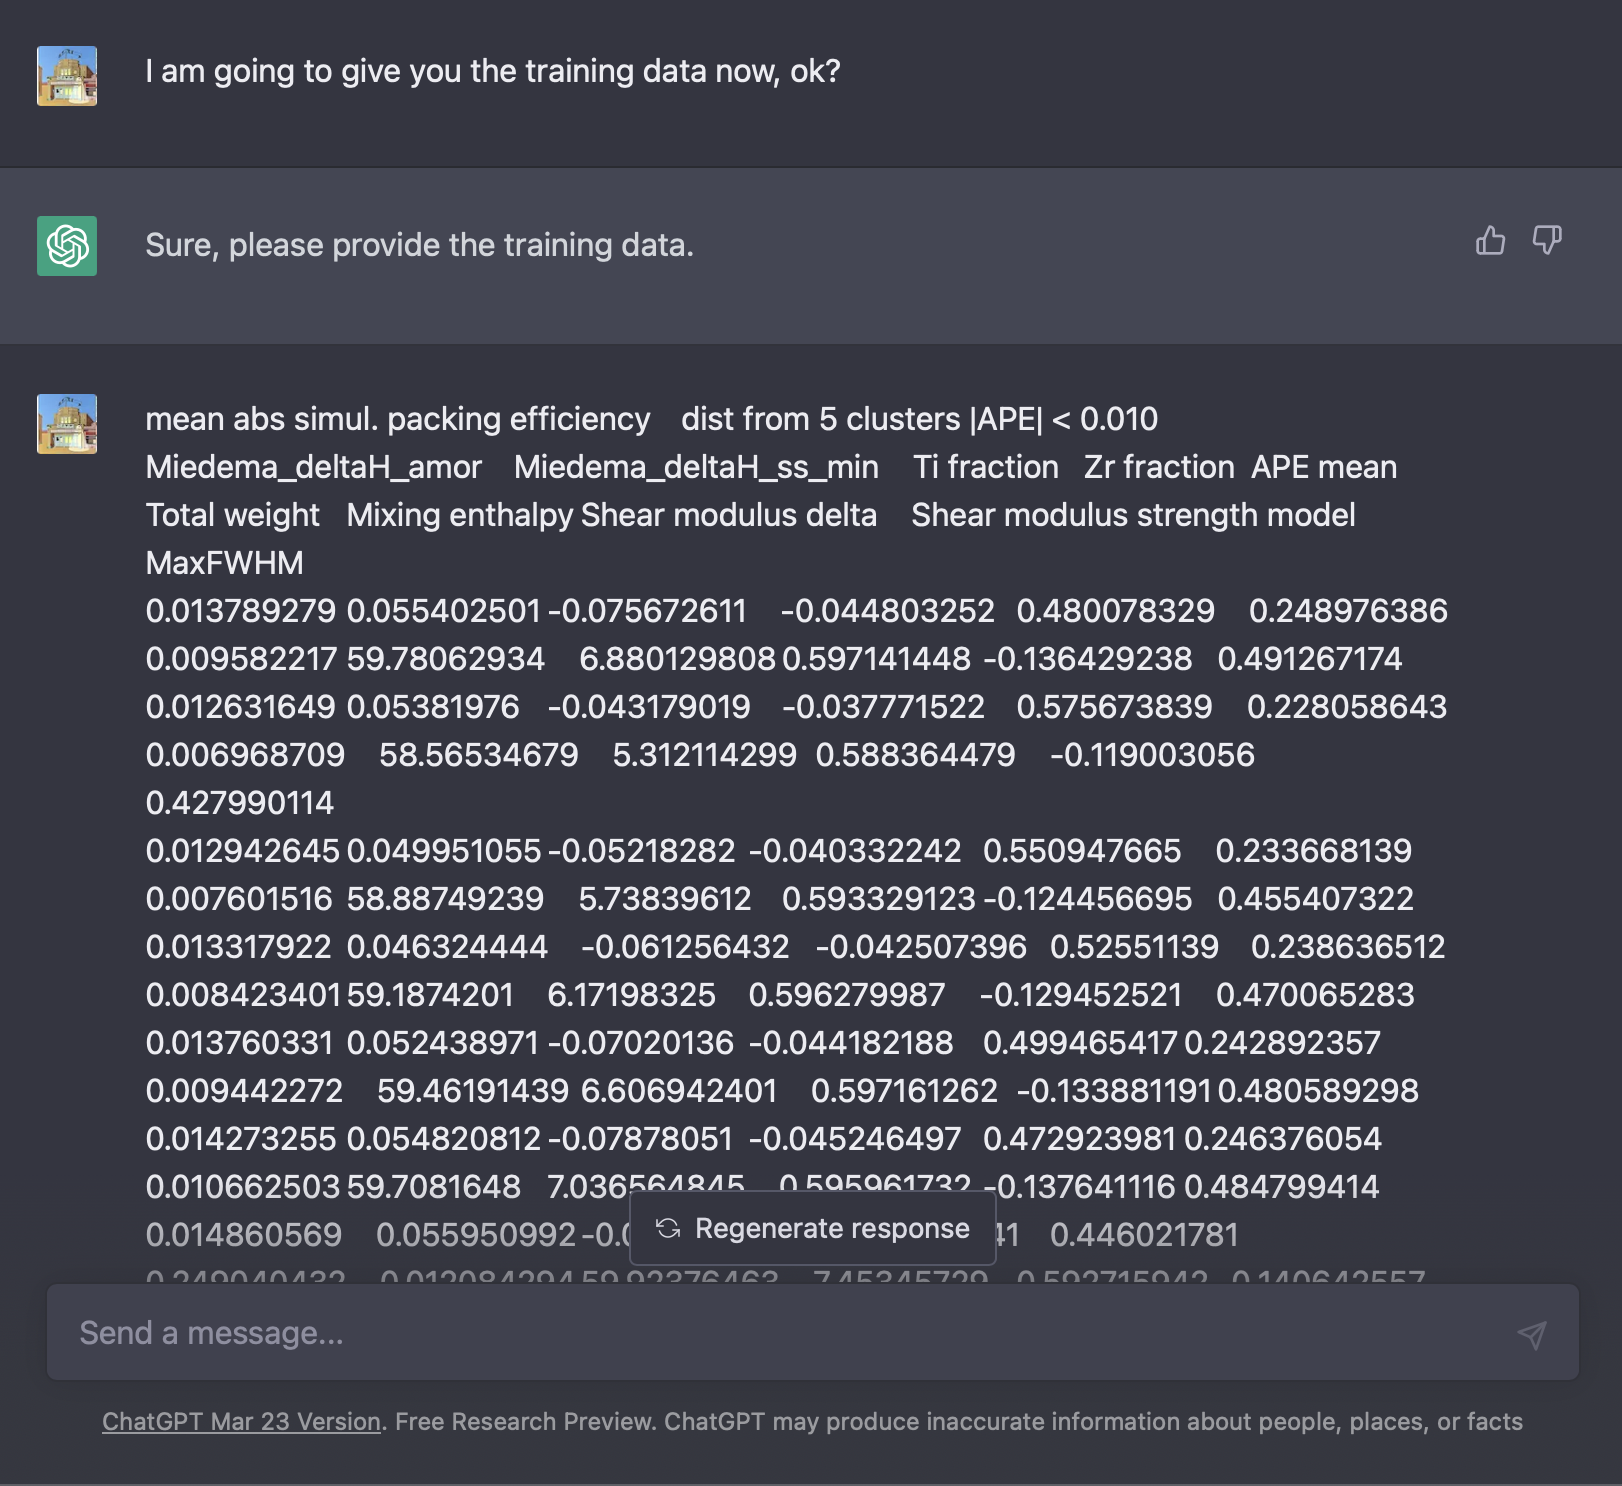 I am going to give you the training data now, ok?
Sure, please provide the training data.
mean abs simul. packing efficiency dist from 5 clusters |APE| < 0.010
Miedema_deltaH_amor Miedema_deltaH_ss_min Ti fraction Zr fraction APE mean
Total weight Mixing enthalpy Shear modulus delta Shear modulus strength model
MaxFWHM
0.013789279 0.055402501 -0.075672611 -0.044803252 0.480078329 0.248976386
0.009582217 59.78062934 6.880129808 0.597141448 -0.136429238 0.491267174
0.012631649 0.05381976 -0.043179019 -0.037771522 0.575673839 0.228058643
0.006968709 58.56534679 5.312114299 0.588364479 -0.119003056
0.427990114
0.012942645 0.049951055 -0.05218282 -0.040332242 0.550947665 0.233668139
0.007601516 58.88749239 5.73839612 0.593329123 -0.124456695 0.455407322
0.013317922 0.046324444 -0.061256432 -0.042507396 0.52551139 0.238636512
0.008423401 59.1874201 6.17198325 0.596279987 -0.129452521 0.470065283
0.013760331 0.052438971 -0.07020136 -0.044182188 0.499465417 0.242892357
0.009442272 59.46191439 6.606942401 0.597161262 -0.133881191 0.480589298
0.014273255 0.054820812 -0.07878051 -0.045246497 0.472923981 0.246376054
0.010662503 59.7081648 7.036564845 0.595961732 -0.137641116 0.484799414
0.014860569 0.055950992 0.446021781
Regenerate response
0.249040432 0.012084294 59.92376463 7.45345729 0.592715942
Send a message...
ChatGPT Mar 23 Version. Free Research Preview. ChatGPT may produce inaccurate information about people, places, or facts